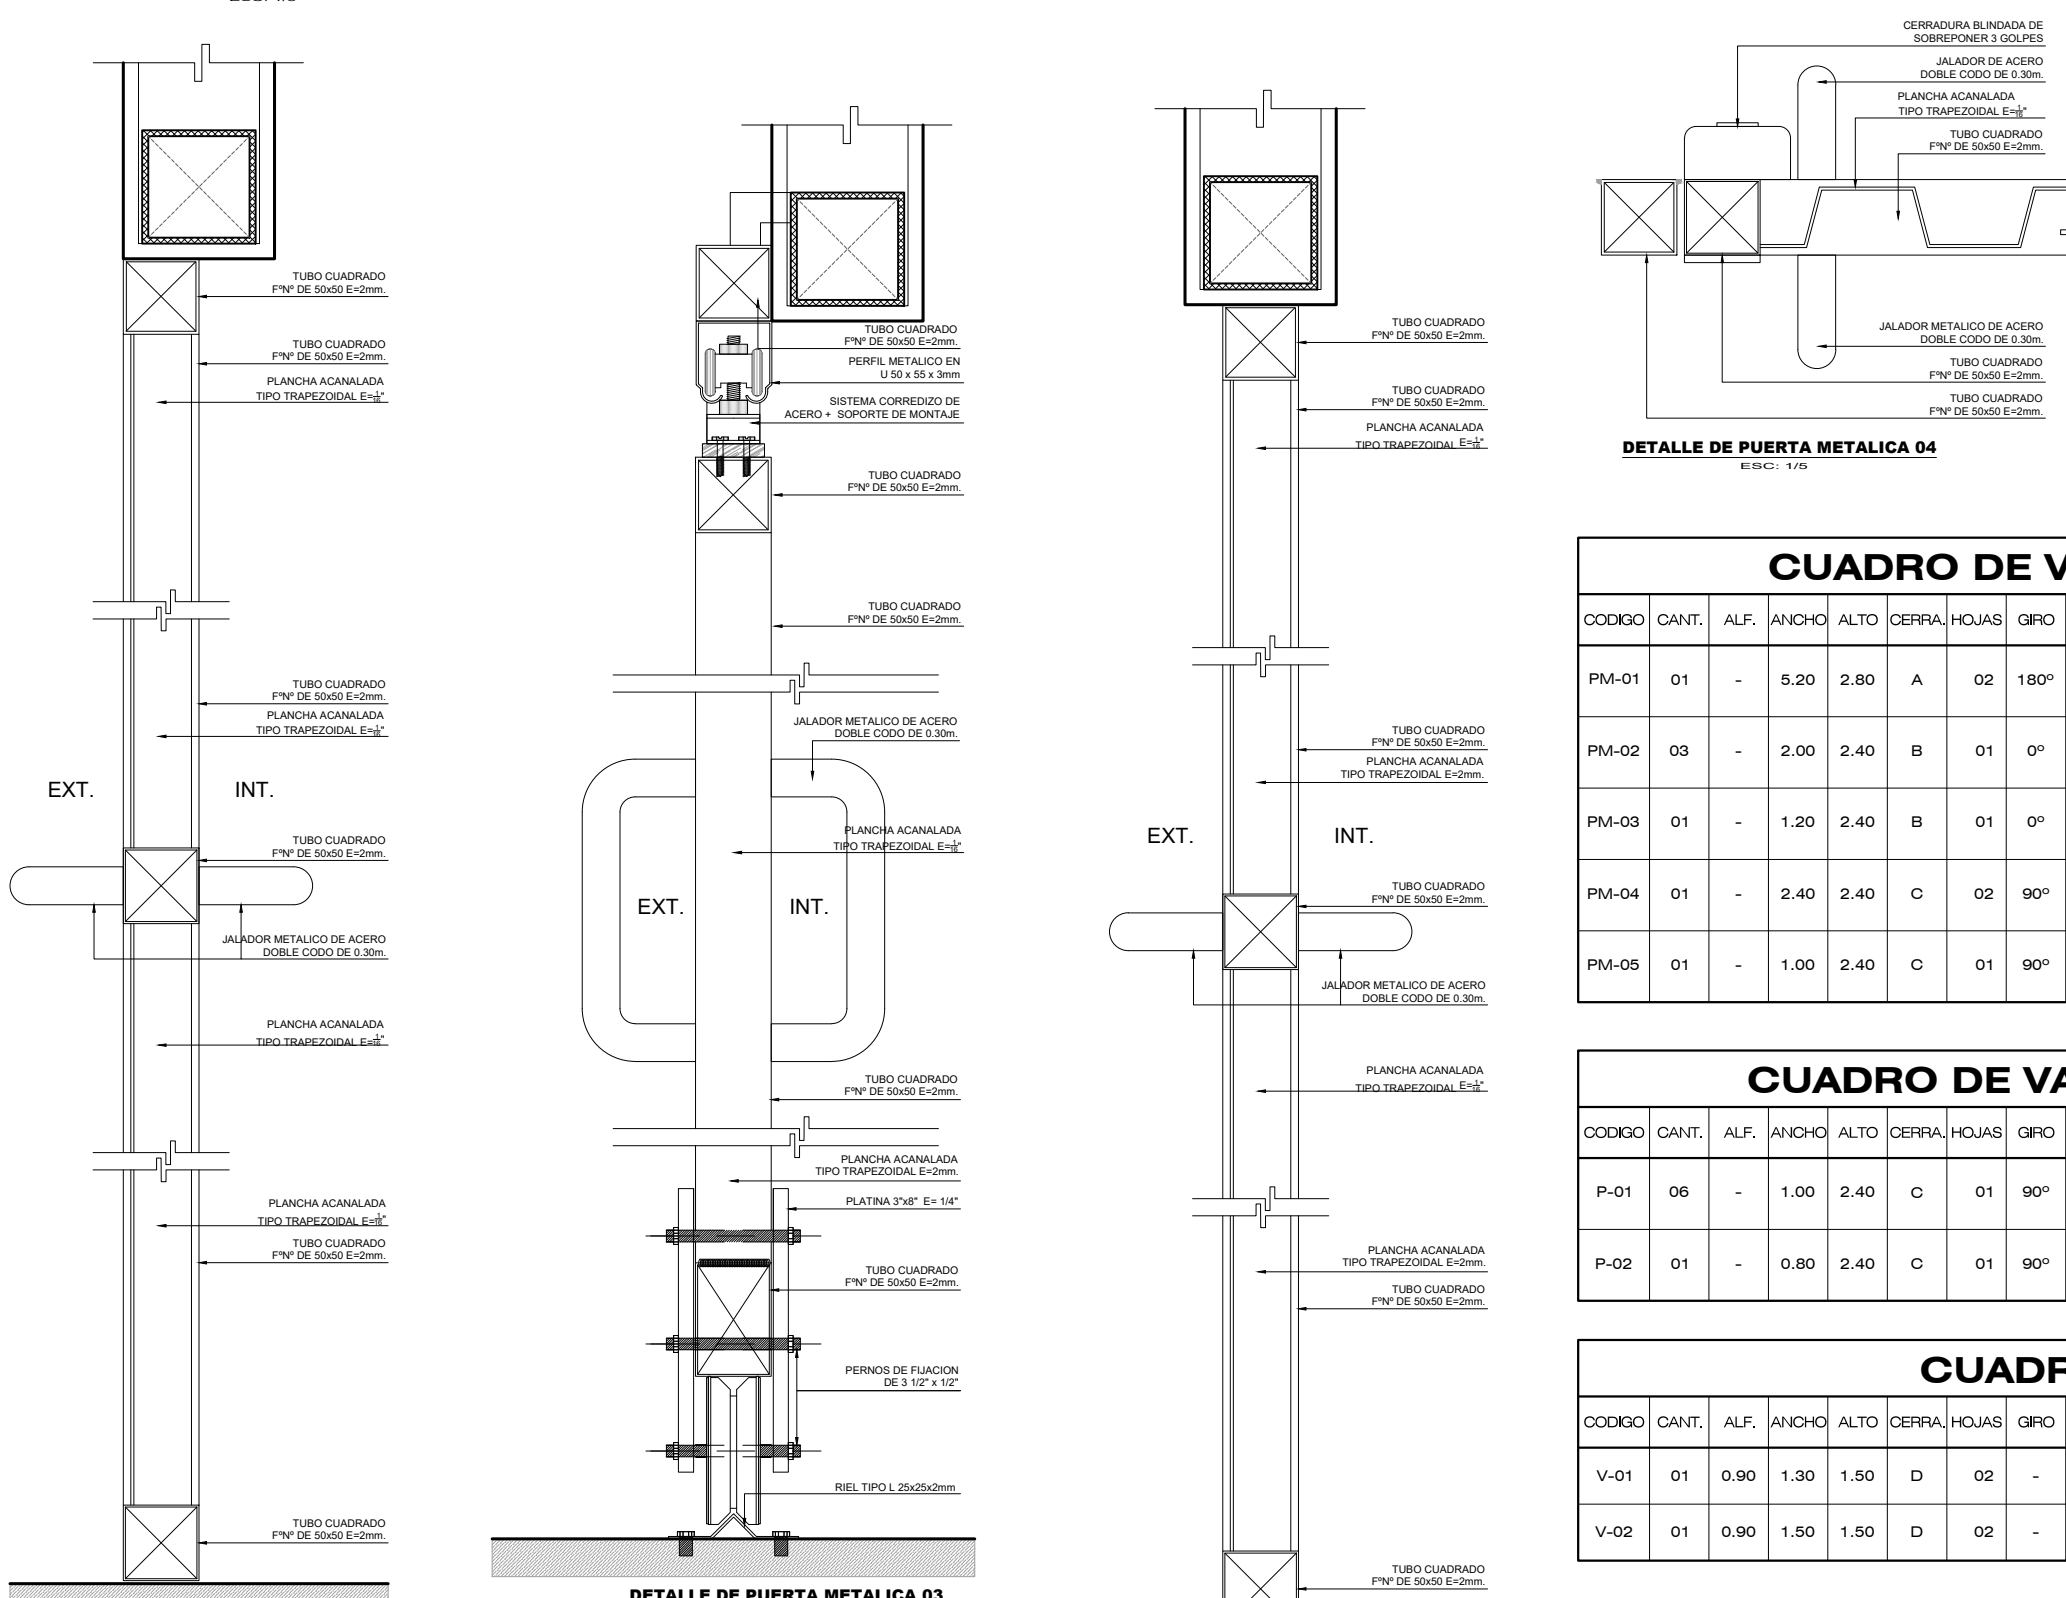 TUBO CUADRADO
FºNº DE 50x50 E=2mm.
TUBO CUADRADO
FºNº DE 50x50 E=2mm.
PLANCHA ACANALADA
TIPO TRAPEZOIDAL E=1/16"
TUBO CUADRADO
FºNº DE 50x50 E=2mm.
PLANCHA ACANALADA
TIPO TRAPEZOIDAL E=1/16"
EXT. INT.
TUBO CUADRADO
FºNº DE 50x50 E=2mm.
JALADOR METALICO DE ACERO
DOBLE CODO DE 0.30m.
PLANCHA ACANALADA
TIPO TRAPEZOIDAL E=1/16"
PLANCHA ACANALADA
TIPO TRAPEZOIDAL E=1/16"
TUBO CUADRADO
FºNº DE 50x50 E=2mm.
TUBO CUADRADO
FºNº DE 50x50 E=2mm.
TUBO CUADRADO
FºNº DE 50x50 E=2mm.
PERFIL METALICO EN
U 50 x 55 x 3mm
SISTEMA CORREDIZO DE
ACERO + SOPORTE DE MONTAJE
TUBO CUADRADO
FºNº DE 50x50 E=2mm.
TUBO CUADRADO
FºNº DE 50x50 E=2mm.
JALADOR METALICO DE ACERO
DOBLE CODO DE 0.30m.
PLANCHA ACANALADA
TIPO TRAPEZOIDAL E=1/16"
EXT. INT.
TUBO CUADRADO
FºNº DE 50x50 E=2mm.
PLANCHA ACANALADA
TIPO TRAPEZOIDAL E=2mm.
PLATINA 3"x8" E= 1/4"
TUBO CUADRADO
FºNº DE 50x50 E=2mm.
PERNOS DE FIJACION
DE 3 1/2" x 1/2"
RIEL TIPO L 25x25x2mm
DETALLE DE PUERTA METALICA 03
TUBO CUADRADO
FºNº DE 50x50 E=2mm.
TUBO CUADRADO
FºNº DE 50x50 E=2mm.
PLANCHA ACANALADA
TIPO TRAPEZOIDAL E=1/16"
TUBO CUADRADO
FºNº DE 50x50 E=2mm.
PLANCHA ACANALADA
TIPO TRAPEZOIDAL E=2mm.
EXT. INT.
TUBO CUADRADO
FºNº DE 50x50 E=2mm.
JALADOR METALICO DE ACERO
DOBLE CODO DE 0.30m.
PLANCHA ACANALADA
TIPO TRAPEZOIDAL E=1/16"
PLANCHA ACANALADA
TIPO TRAPEZOIDAL E=2mm.
TUBO CUADRADO
FºNº DE 50x50 E=2mm.
TUBO CUADRADO
FºNº DE 50x50 E=2mm.
CERRADURA BLINDADA DE
SOBREPONER 3 GOLPES
JALADOR DE ACERO
DOBLE CODO DE 0.30m.
PLANCHA ACANALADA
TIPO TRAPEZOIDAL E=1/16"
TUBO CUADRADO
FºNº DE 50x50 E=2mm.
JALADOR METALICO DE ACERO
DOBLE CODO DE 0.30m.
TUBO CUADRADO
FºNº DE 50x50 E=2mm.
TUBO CUADRADO
FºNº DE 50x50 E=2mm.
DETALLE DE PUERTA METALICA 04
ESC: 1/5
CUADRO DE V
CODIGO CANT. ALF. ANCHO ALTO CERRA. HOJAS GIRO
PM-01 01 - 5.20 2.80 A 02 180º
PM-02 03 - 2.00 2.40 B 01 0º
PM-03 01 - 1.20 2.40 B 01 0º
PM-04 01 - 2.40 2.40 C 02 90º
PM-05 01 - 1.00 2.40 C 01 90º
CUADRO DE VA
CODIGO CANT. ALF. ANCHO ALTO CERRA. HOJAS GIRO
P-01 06 - 1.00 2.40 C 01 90º
P-02 01 - 0.80 2.40 C 01 90º
CUADR
CODIGO CANT. ALF. ANCHO ALTO CERRA. HOJAS GIRO
V-01 01 0.90 1.30 1.50 D 02 -
V-02 01 0.90 1.50 1.50 D 02 -